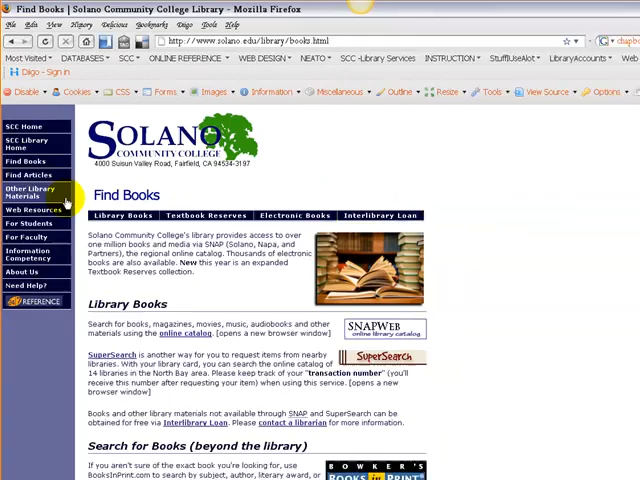 Find Books | Solano Community College Library - Mozilla Firefox
File Edit View History Delicious Bookmarks Diigo Tools Help
http://www.solano.edu/library/books.html
chapbo
Most Visited SCC ONLINE REFERENCE WEB DESIGN NEATO SCC -Library Services INSTRUCTION StuffIUseAlot LibraryAccounts St
Diigo - Sign in
Disable Cookies CSS Forms Images Information Miscellaneous Outline Resize Tools View Source Options
SCC Home
SCC Library
Home
Find Books
Find Articles
Other Library
Materials
Web Resources
For Students
For Faculty
Information
Competency
About Us
Need Help?
REFERENCE
SOLANO
COMMUNITY COLLEGE
4000 Suisun Valley Road, Fairfield, CA 94534-3197
Find Books
Library Books Textbook Reserves Electronic Books Interlibrary Loan
Solano Community College's library provides access to over
one million books and media via SNAP (Solano, Napa, and
Partners), the regional online catalog. Thousands of electronic
books are also available. New this year is an expanded
Textbook Reserves collection.
Library Books
Search for books, magazines, movies, music, audiobooks and other
materials using the online catalog. [opens a new browser window]
SNAPWEB
online library catalog
SuperSearch is another way for you to request items from nearby
libraries. With your library card, you can search the online catalog of
14 libraries in the North Bay area. Please keep track of your "transaction number" (you'll
receive this number after requesting your item) when using this service. [opens a new
browser window]
SUPERSEARCH
Books and other library materials not available through SNAP and SuperSearch can be
obtained for free via Interlibrary Loan. Please contact a librarian for more information.
Search for Books (beyond the library)
If you aren't sure of the exact book you're looking for, use
BooksInPrint.com to search by subject, author, literary award, or
BOWKER'S
BOOKS in PRINT